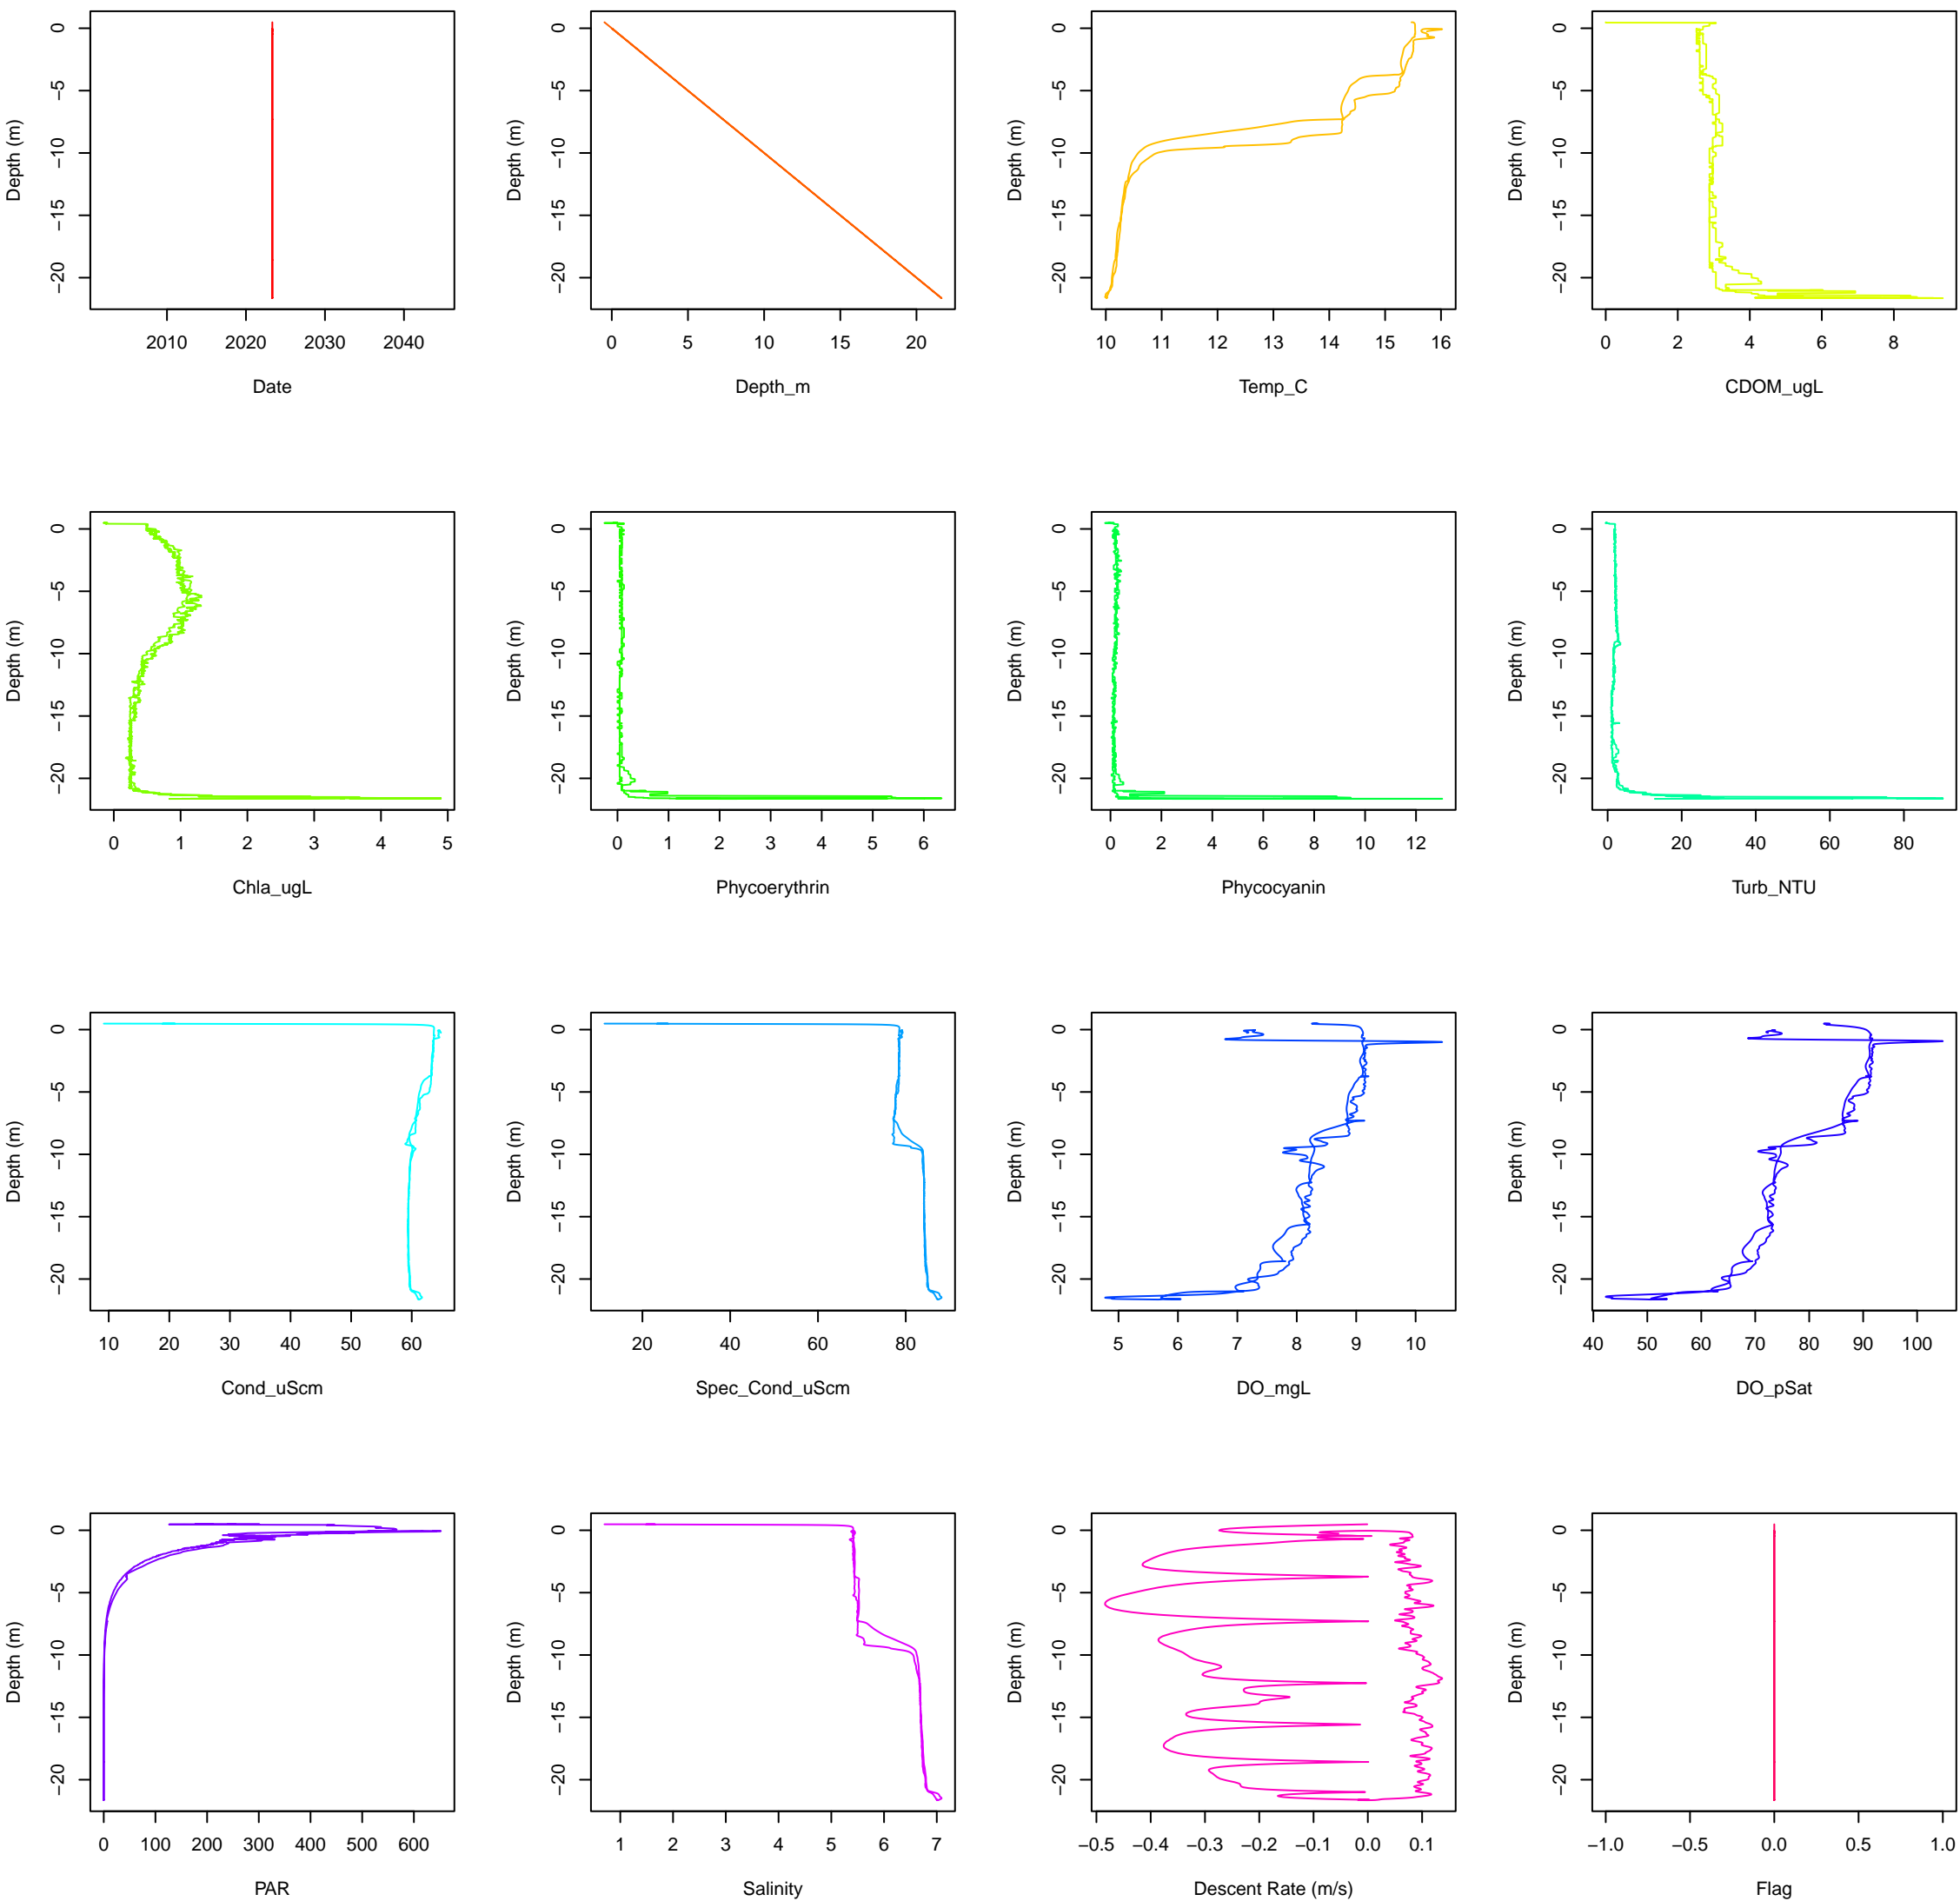 0 −5 −10 −15 −20
Depth (m)
2010 2020 2030 2040
Date
0 −5 −10 −15 −20
Depth (m)
0 5 10 15 20
Depth_m
0 −5 −10 −15 −20
Depth (m)
10 11 12 13 14 15 16
Temp_C
0 −5 −10 −15 −20
Depth (m)
0 2 4 6 8
CDOM_ugL
0 −5 −10 −15 −20
Depth (m)
0 1 2 3 4 5
Chla_ugL
0 −5 −10 −15 −20
Depth (m)
0 1 2 3 4 5 6
Phycoerythrin
0 −5 −10 −15 −20
Depth (m)
0 2 4 6 8 10 12
Phycocyanin
0 −5 −10 −15 −20
Depth (m)
0 20 40 60 80
Turb_NTU
0 −5 −10 −15 −20
Depth (m)
10 20 30 40 50 60
Cond_uScm
0 −5 −10 −15 −20
Depth (m)
20 40 60 80
Spec_Cond_uScm
0 −5 −10 −15 −20
Depth (m)
5 6 7 8 9 10
DO_mgL
0 −5 −10 −15 −20
Depth (m)
40 50 60 70 80 90 100
DO_pSat
0 −5 −10 −15 −20
Depth (m)
0 100 200 300 400 500 600
PAR
0 −5 −10 −15 −20
Depth (m)
1 2 3 4 5 6 7
Salinity
0 −5 −10 −15 −20
Depth (m)
−0.5 −0.4 −0.3 −0.2 −0.1 0.0 0.1
Descent Rate (m/s)
0 −5 −10 −15 −20
Depth (m)
−1.0 −0.5 0.0 0.5 1.0
Flag